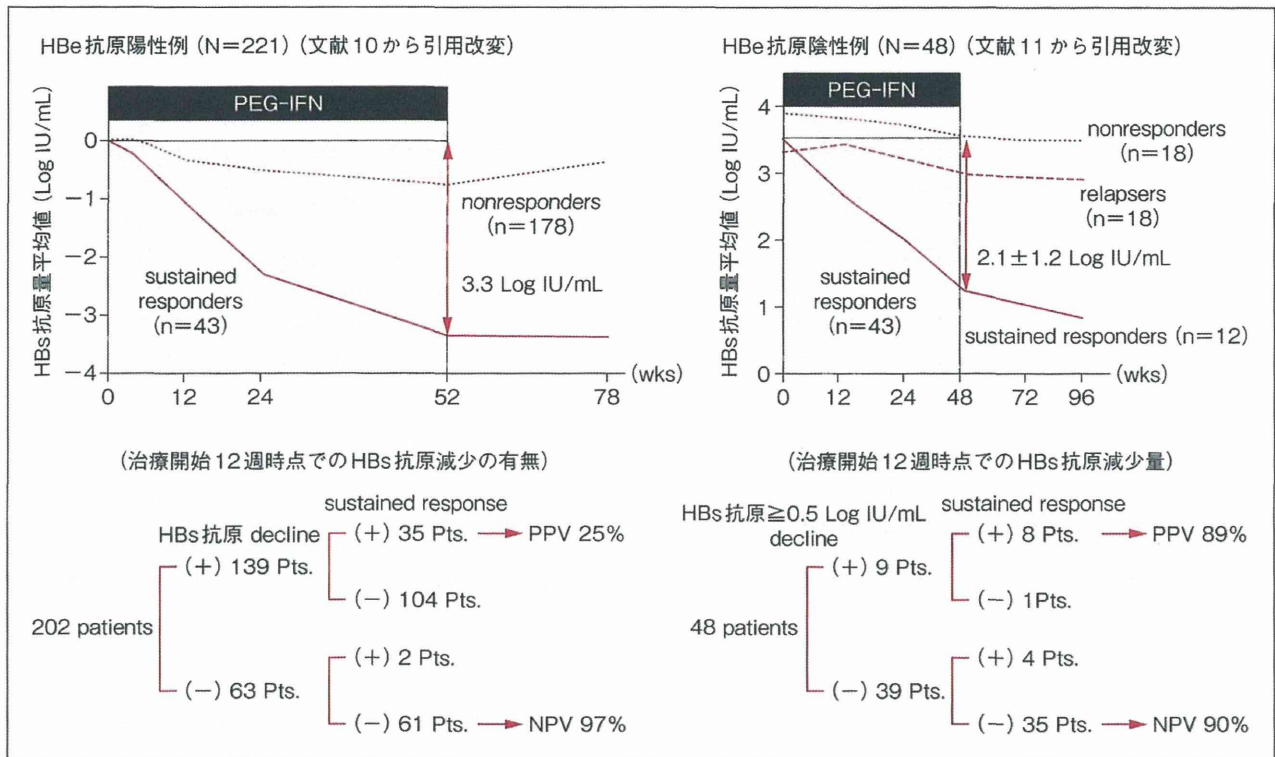 HBe抗原陽性例 (N=221) (文献10から引用改変)
PEG-IFN
HBs抗原量平均値 (Log IU/mL)
0
−1
−2
−3
−4
nonresponders
(n=178)
3.3 Log IU/mL
sustained
responders
(n=43)
0 12 24 52 78
(wks)
HBe抗原陰性例 (N=48) (文献11から引用改変)
PEG-IFN
HBs抗原量平均値 (Log IU/mL)
4
3
2
1
0
nonresponders
(n=18)
relapsers
(n=18)
2.1±1.2 Log IU/mL
sustained
responders
(n=43)
sustained responders (n=12)
0 12 24 48 72 96
(wks)
(治療開始12週時点でのHBs抗原減少の有無)
sustained response
HBs抗原 decline
(+) 35 Pts. PPV 25%
(+) 139 Pts.
(−) 104 Pts.
202 patients
(+) 2 Pts.
(−) 63 Pts.
(−) 61 Pts. NPV 97%
(治療開始12週時点でのHBs抗原減少量)
sustained response
HBs抗原≧0.5 Log IU/mL
decline
(+) 8 Pts. PPV 89%
(+) 9 Pts.
(−) 1Pts.
48 patients
(+) 4 Pts.
(−) 39 Pts.
(−) 35 Pts. NPV 90%